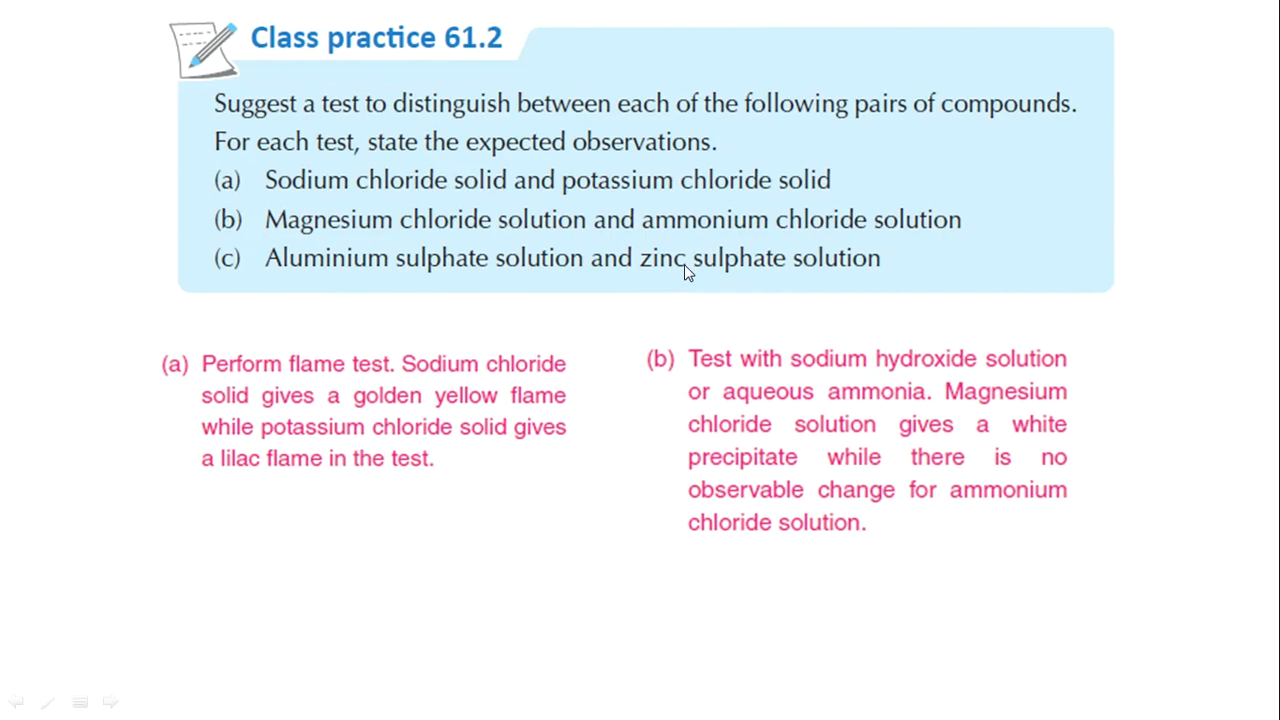 Class practice 61.2
Suggest a test to distinguish between each of the following pairs of compounds.
For each test, state the expected observations.
(a) Sodium chloride solid and potassium chloride solid
(b) Magnesium chloride solution and ammonium chloride solution
(c) Aluminium sulphate solution and zinc sulphate solution
(a) Perform flame test. Sodium chloride
solid gives a golden yellow flame
while potassium chloride solid gives
a lilac flame in the test.
(b) Test with sodium hydroxide solution
or aqueous ammonia. Magnesium
chloride solution gives a white
precipitate while there is no
observable change for ammonium
chloride solution.